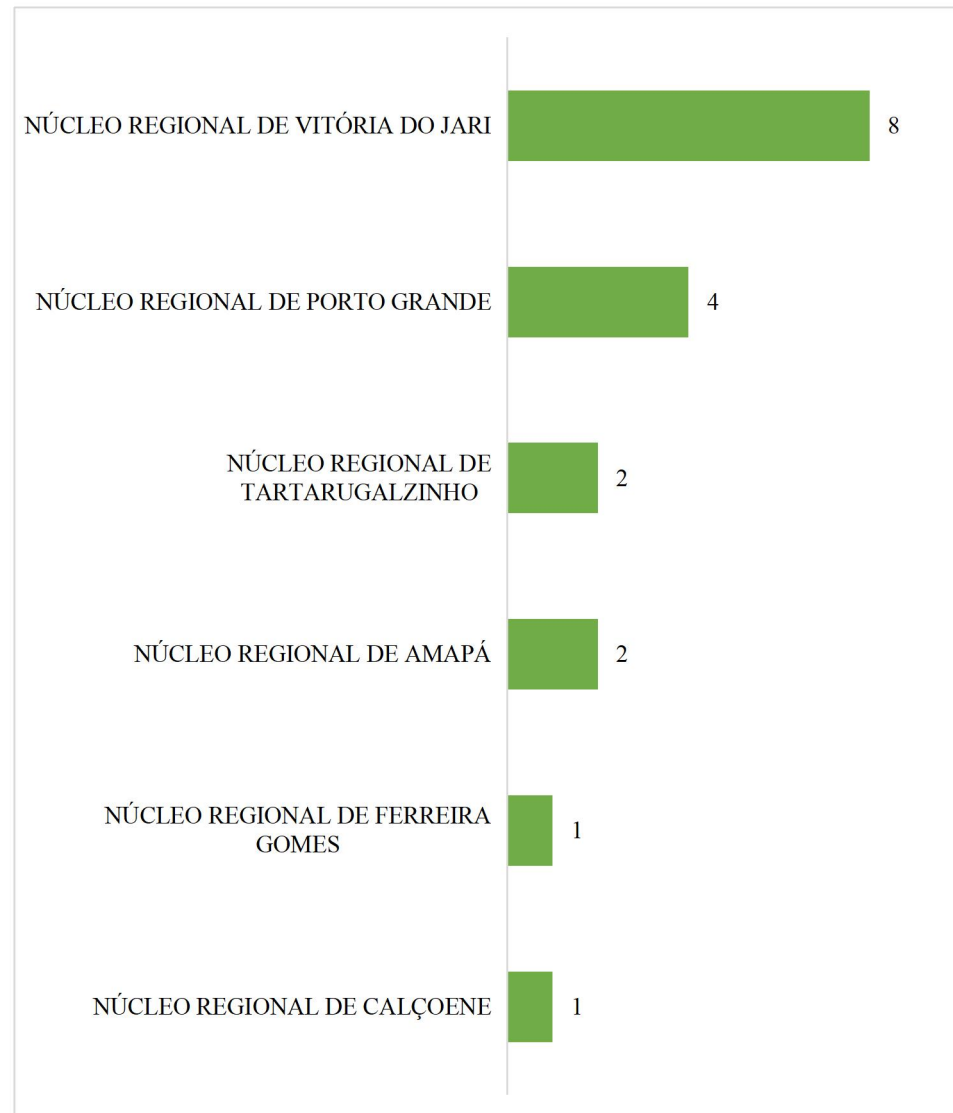 NÚCLEO REGIONAL DE VITÓRIA DO JARI 8
NÚCLEO REGIONAL DE PORTO GRANDE 4
NÚCLEO REGIONAL DE
TARTARUGALZINHO 2
NÚCLEO REGIONAL DE AMAPÁ 2
NÚCLEO REGIONAL DE FERREIRA
GOMES 1
NÚCLEO REGIONAL DE CALÇOENE 1